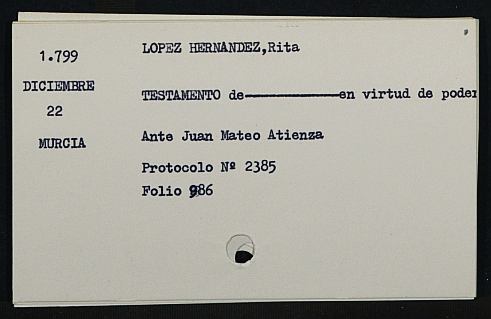 1.799
DICIEMBRE
22
MURCIA
LOPEZ HERNANDEZ,Rita
TESTAMENTO de——————en virtud de poder
Ante Juan Mateo Atienza
Protocolo Nº 2385
Folio 986